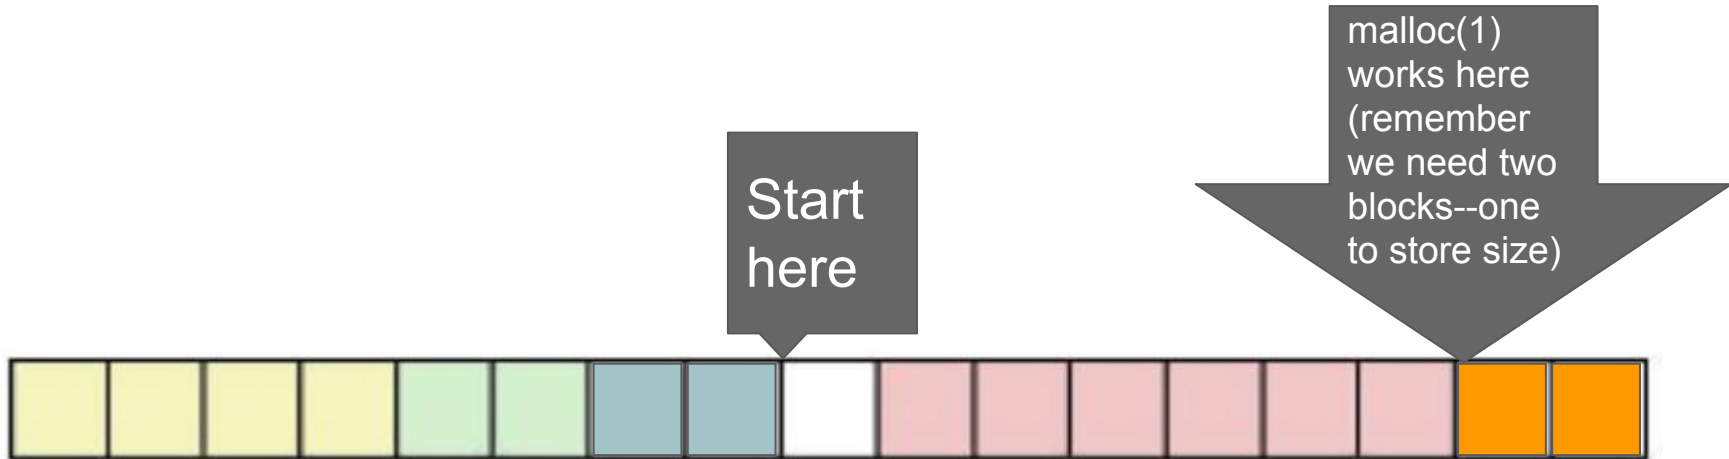 Start
here
malloc(1)
works here
(remember
we need two
blocks--one
to store size)